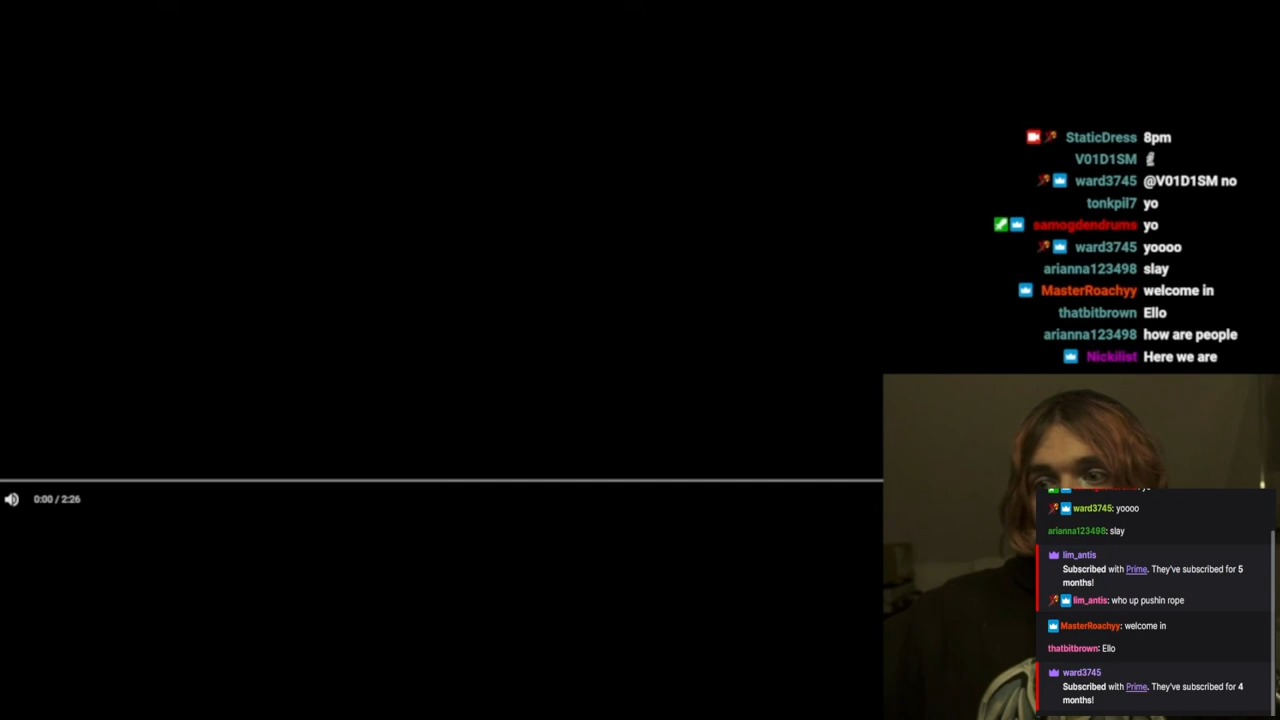 StaticDress 8pm
V01D1SM
ward3745 @V01D1SM no
tonkpil7 yo
samogdendrums yo
ward3745 yoooo
arianna123498 slay
MasterRoachyy welcome in
thatbitbrown Ello
arianna123498 how are people
Nickilist Here we are
0:00 / 2:26
ward3745: yoooo
arianna123498: slay
lim_antis
Subscribed with Prime. They've subscribed for 5
months!
lim_antis: who up pushin rope
MasterRoachyy: welcome in
thatbitbrown: Ello
ward3745
Subscribed with Prime. They've subscribed for 4
months!